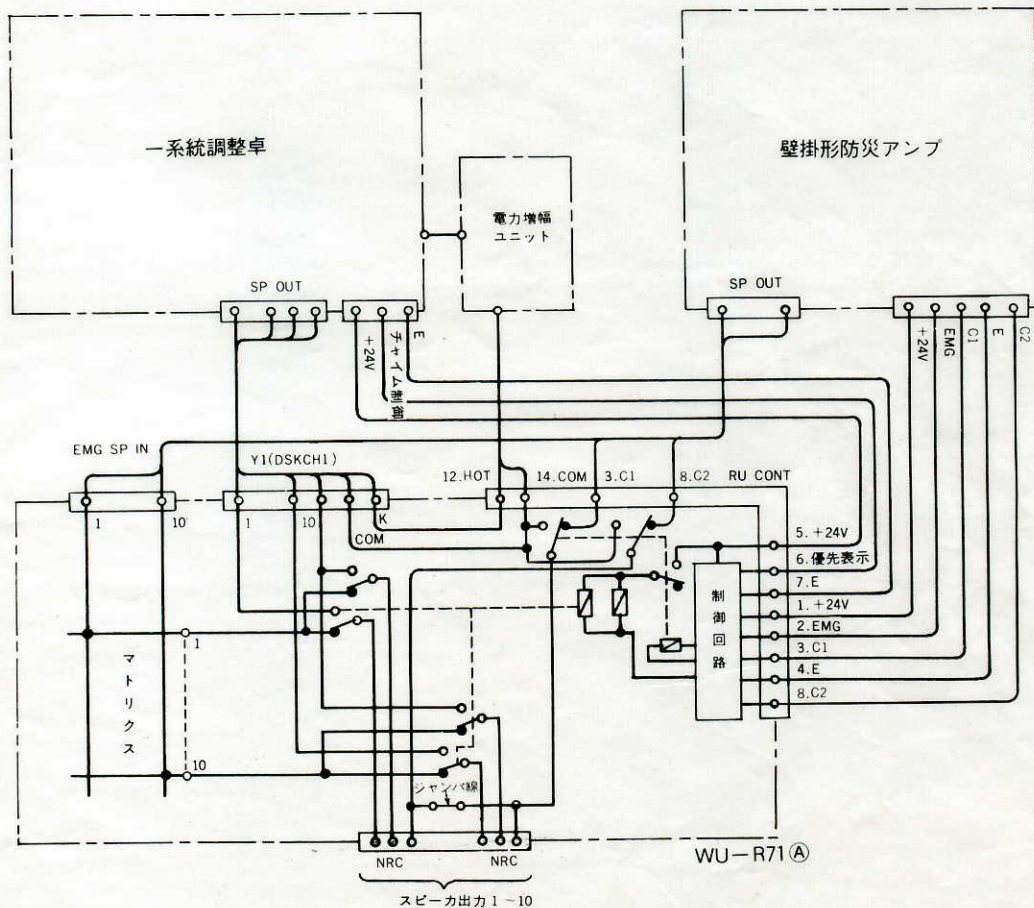 一系統調整卓
壁掛形防災アンプ
電力増幅
ユニット
SP OUT
SP OUT
+24V
チャイム制御
E
+24V
EMG
C1
E
C2
EMG SP IN
Y1(DSKCH1)
12.HOT
14.COM
3.C1
8.C2
RU CONT
1
10
1
10
COM
K
5.+24V
6.優先表示
7.E
1.+24V
2.EMG
3.C1
4.E
8.C2
制御回路
マトリクス
1
10
ジャンパ線
NRC
NRC
WU-R71Ⓐ
スピーカ出力1~10